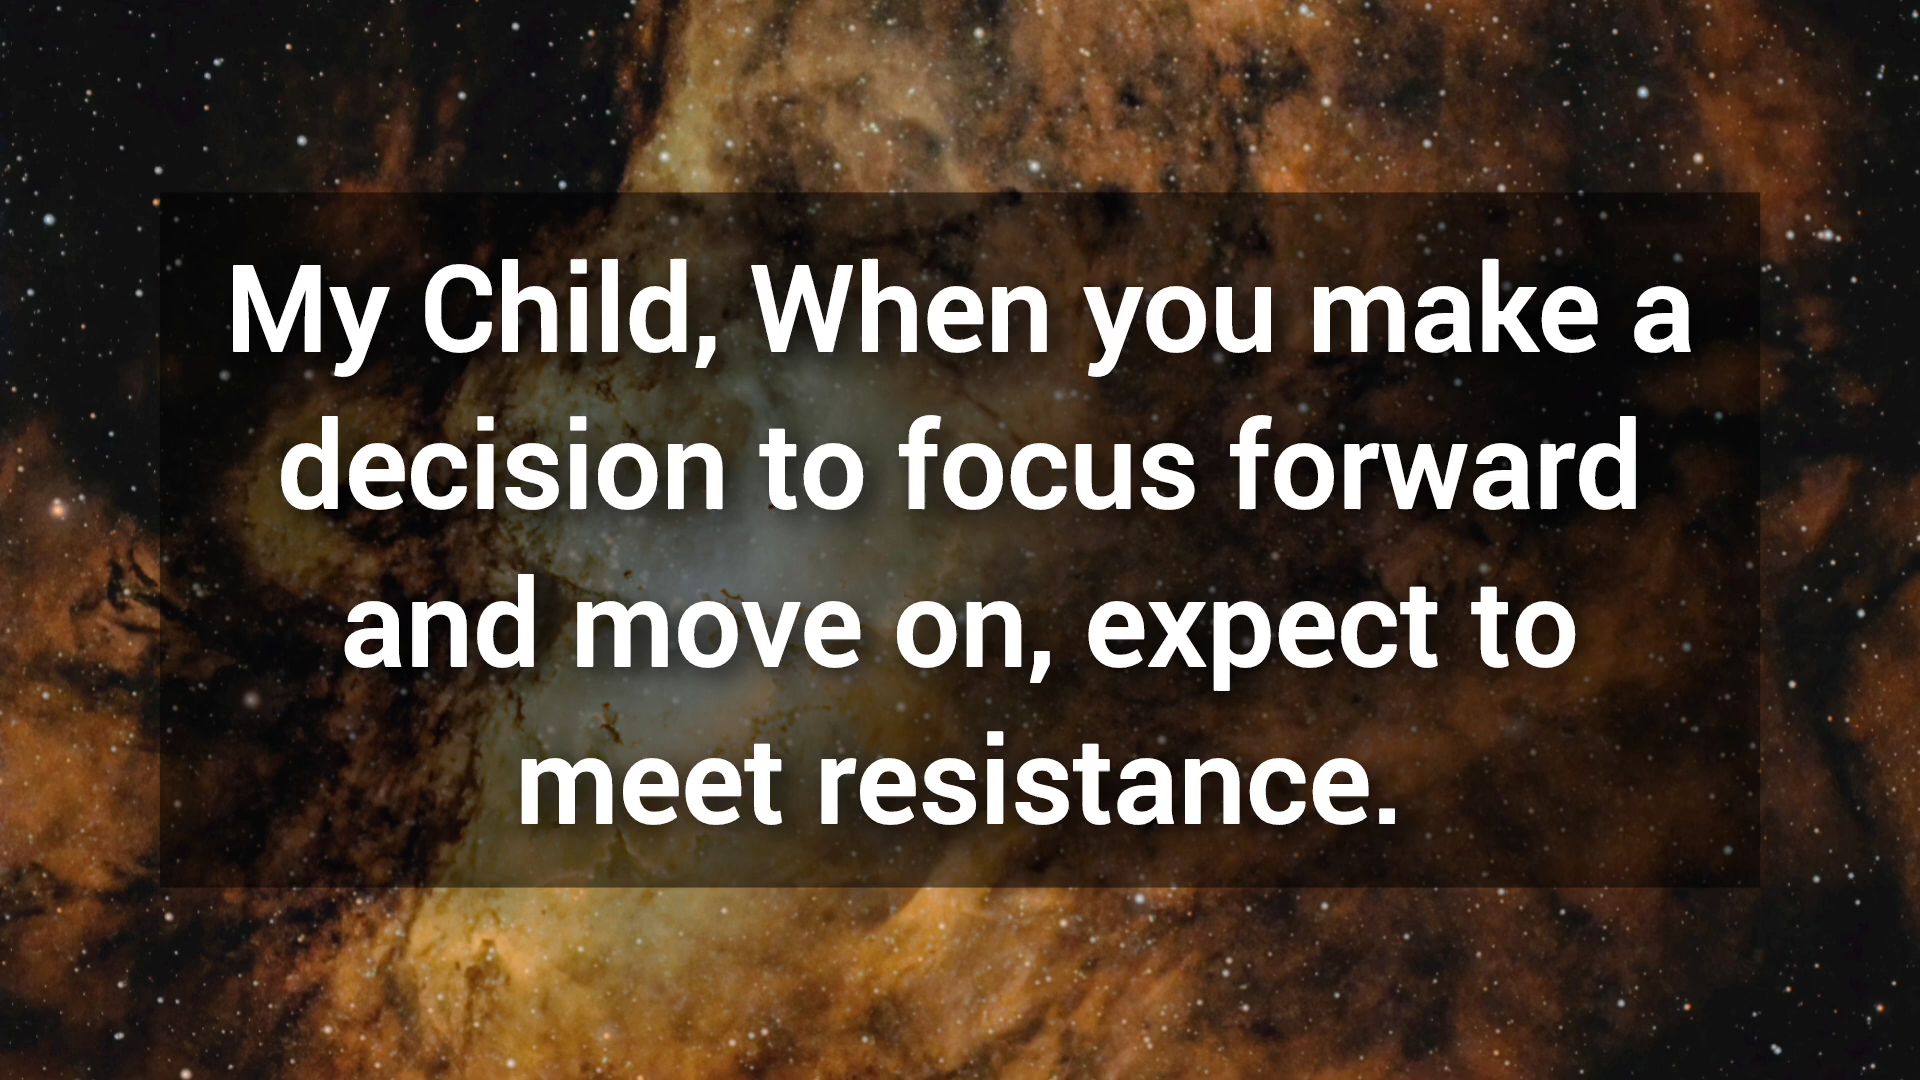 My Child, When you make a
decision to focus forward
and move on, expect to
meet resistance.